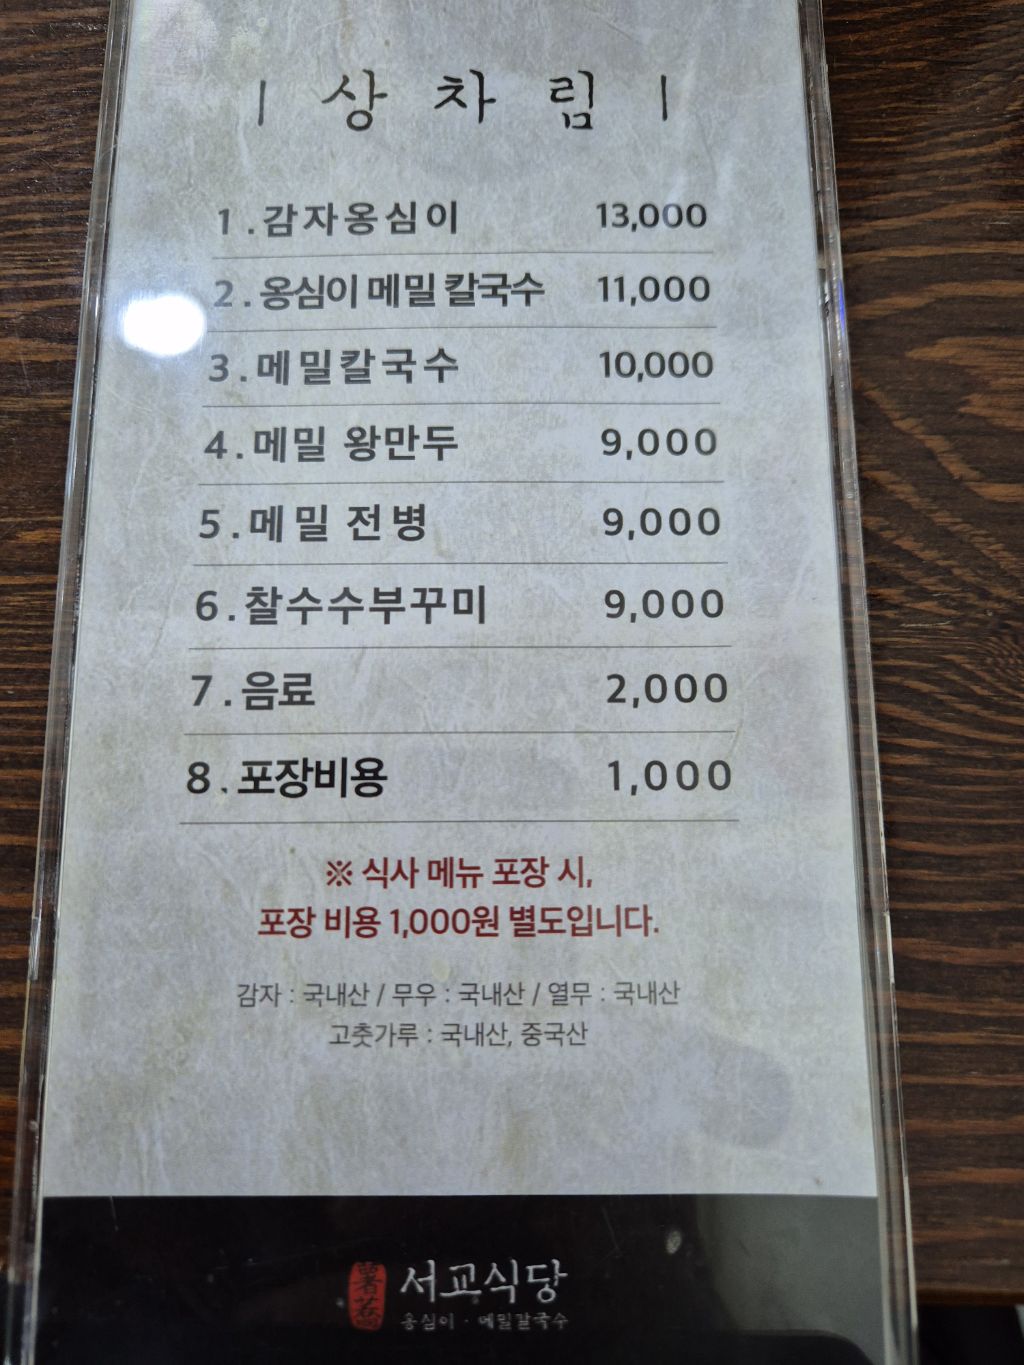 | 상 차 림 |
1.감자옹심이 13,000
2.옹심이 메밀 칼국수 11,000
3.메밀칼국수 10,000
4.메밀 왕만두 9,000
5.메밀 전병 9,000
6.찰수수부꾸미 9,000
7.음료 2,000
8.포장비용 1,000
※ 식사 메뉴 포장 시,
포장 비용 1,000원 별도입니다.
감자 : 국내산 / 무우 : 국내산 / 열무 : 국내산
고춧가루 : 국내산, 중국산
서교식당
옹심이 · 메밀칼국수